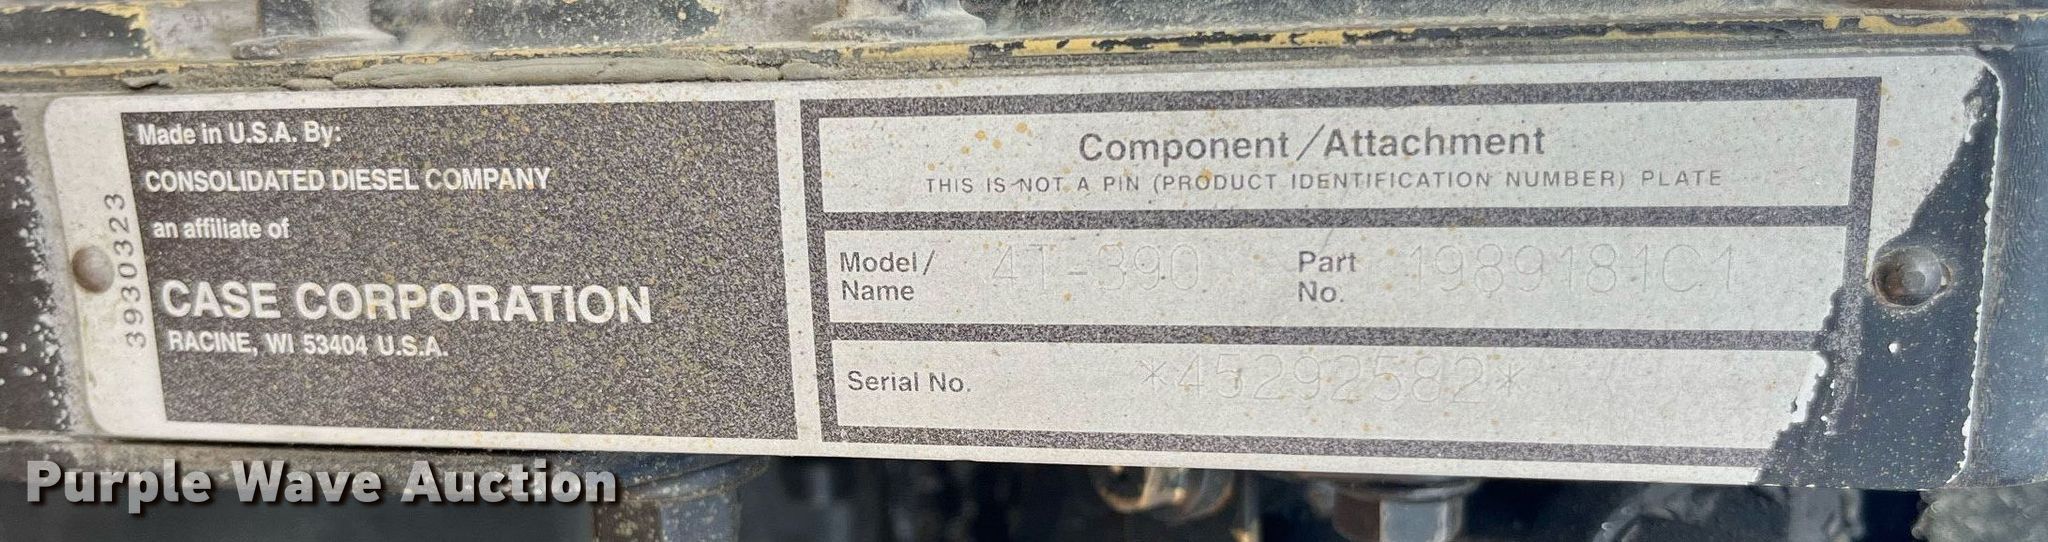 Made in U.S.A. By:
CONSOLIDATED DIESEL COMPANY
an affiliate of
CASE CORPORATION
RACINE, WI 53404 U.S.A.
3930323
Component/Attachment
THIS IS NOT A PIN (PRODUCT IDENTIFICATION NUMBER) PLATE
Model/Name 4T-390 Part No. 1989181C1
Serial No. *45292582*
Purple Wave Auction